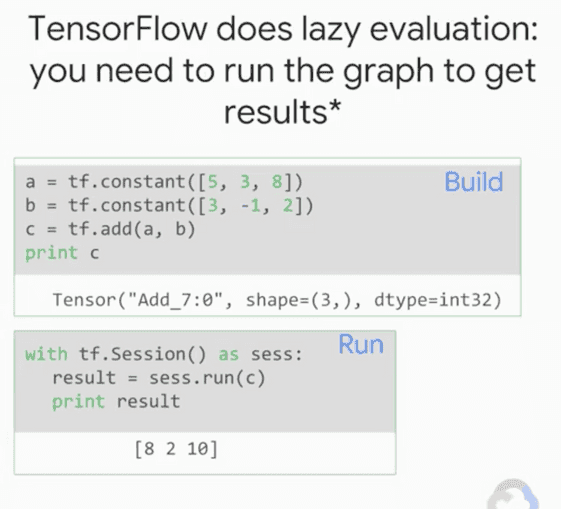 TensorFlow does lazy evaluation:
you need to run the graph to get
results*
Build
a = tf.constant([5, 3, 8])
b = tf.constant([3, -1, 2])
c = tf.add(a, b)
print c
Tensor("Add_7:0", shape=(3,), dtype=int32)
Run
with tf.Session() as sess:
result = sess.run(c)
print result
[8 2 10]